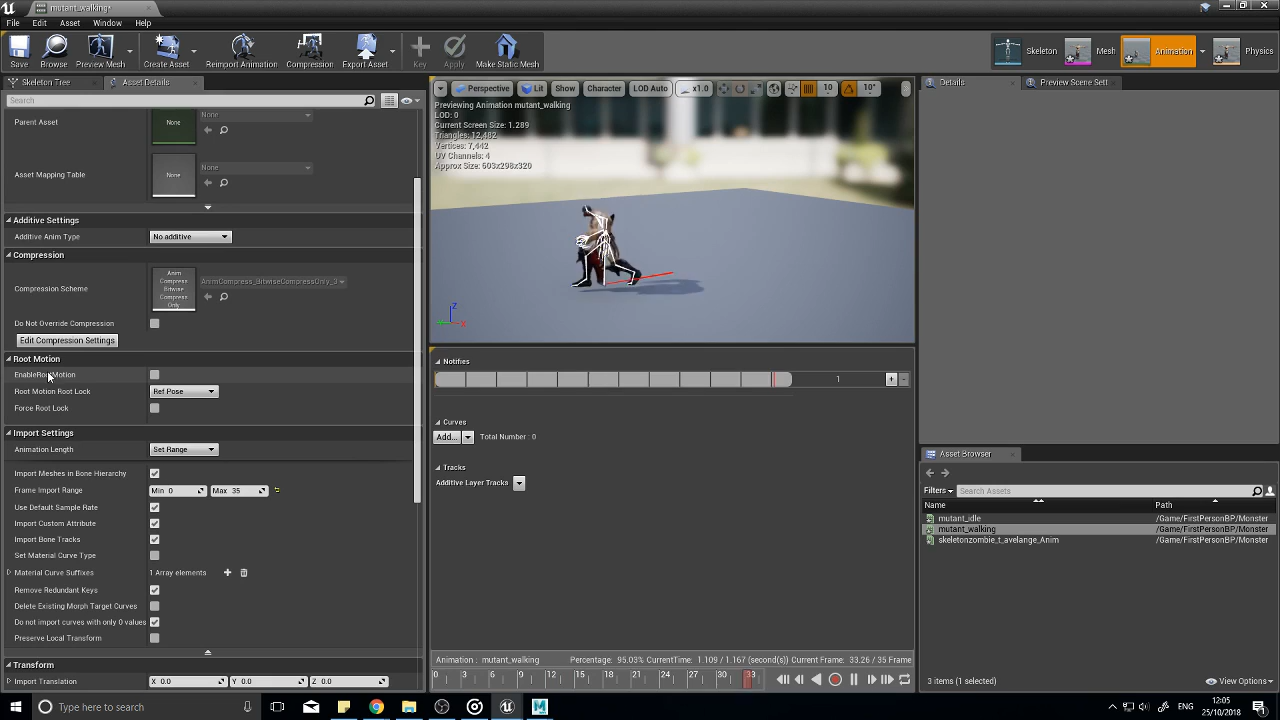 mutant_walking*
File Edit Asset Window Help
Save Browse Preview Mesh Create Asset Reimport Animation Compression Export Asset Key Apply Make Static Mesh Skeleton Mesh Animation Physics
Skeleton Tree Asset Details
Search
Parent Asset None None
Asset Mapping Table None None
Additive Settings
Additive Anim Type No additive
Compression
Compression Scheme
Anim
Compress
Bitwise
Compress
Only
AnimCompress_BitwiseCompressOnly_0
Do Not Override Compression
Edit Compression Settings
Root Motion
EnableRootMotion
Root Motion Root Lock Ref Pose
Force Root Lock
Import Settings
Animation Length Set Range
Import Meshes in Bone Hierarchy
Frame Import Range Min 0 Max 35
Use Default Sample Rate
Import Custom Attribute
Import Bone Tracks
Set Material Curve Type
Material Curve Suffixes 1 Array elements
Remove Redundant Keys
Delete Existing Morph Target Curves
Do not import curves with only 0 values
Preserve Local Transform
Transform
Import Translation X 0.0 Y 0.0 Z 0.0
Perspective Lit Show Character LOD Auto x1.0 10 10°
Previewing Animation mutant_walking
LOD: 0
Current Screen Size: 1.289
Triangles: 12,482
Vertices: 7,442
UV Channels: 4
Approx Size: 603x298x320
Z
X
Notifies
1
Curves
Add... Total Number : 0
Tracks
Additive Layer Tracks
Animation : mutant_walking Percentage: 95.03% CurrentTime: 1.109 / 1.167 (second(s)) Current Frame: 33.26 / 35 Frame
0 3 6 9 12 15 18 21 24 27 30 33
Details Preview Scene Sett
Asset Browser
Filters Search Assets
Name Path
mutant_idle /Game/FirstPersonBP/Monster
mutant_walking /Game/FirstPersonBP/Monster
skeletonzombie_t_avelange_Anim /Game/FirstPersonBP/Monster
3 items (1 selected) View Options
Type here to search
ENG
12:05
25/10/2018